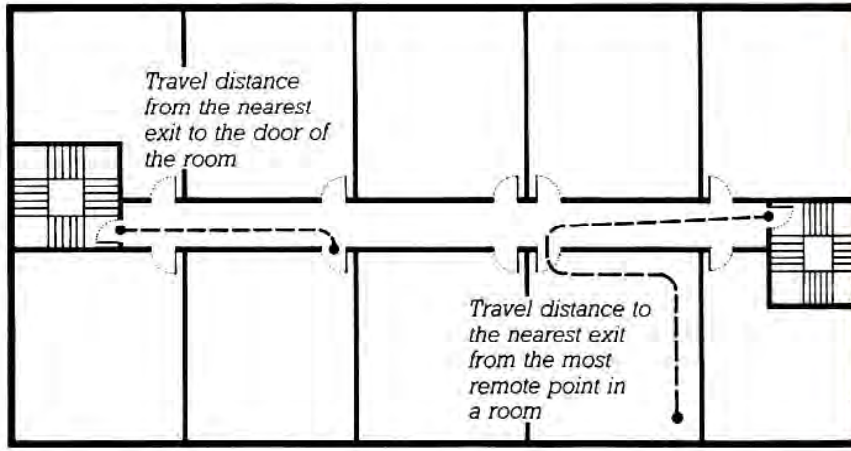 Travel distance
from the nearest
exit to the door of
the room
Travel distance to
the nearest exit
from the most
remote point in
a room